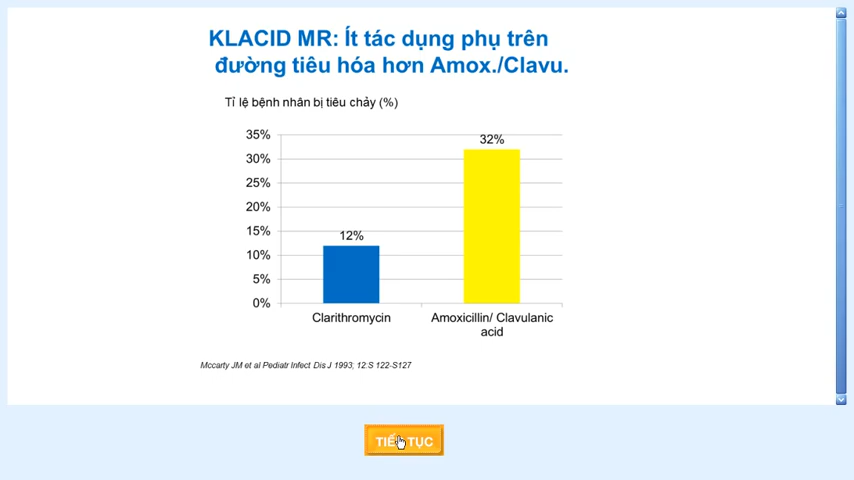 KLACID MR: Ít tác dụng phụ trên
đường tiêu hóa hơn Amox./Clavu.
Tỉ lệ bệnh nhân bị tiêu chảy (%)
35%
30%
25%
20%
15%
10%
5%
0%
12%
32%
Clarithromycin
Amoxicillin/ Clavulanic
acid
Mccarty JM et al Pediatr Infect Dis J 1993; 12:S 122-S127
TIẾP TỤC